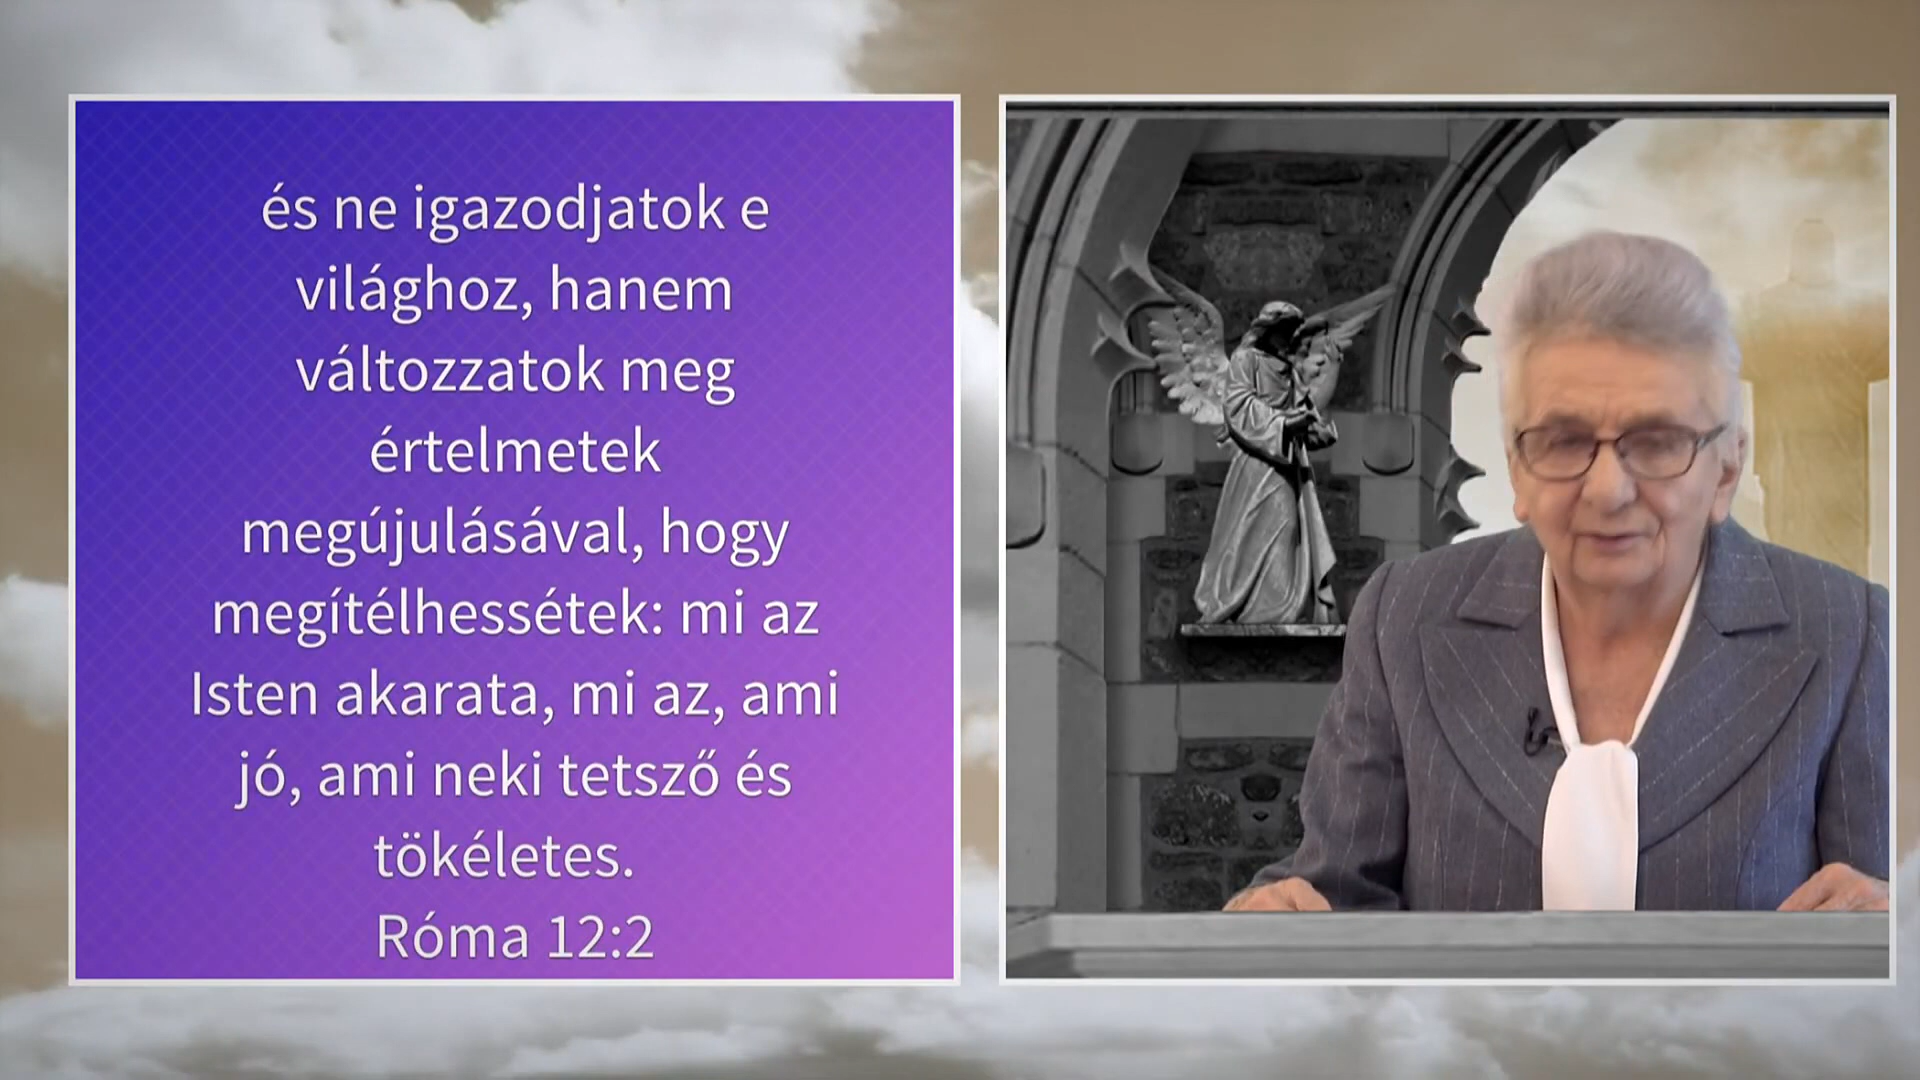 és ne igazodjatok e
világhoz, hanem
változzatok meg
értelmetek
megújulásával, hogy
megítélhessétek: mi az
Isten akarata, mi az, ami
jó, ami neki tetsző és
tökéletes.
Róma 12:2